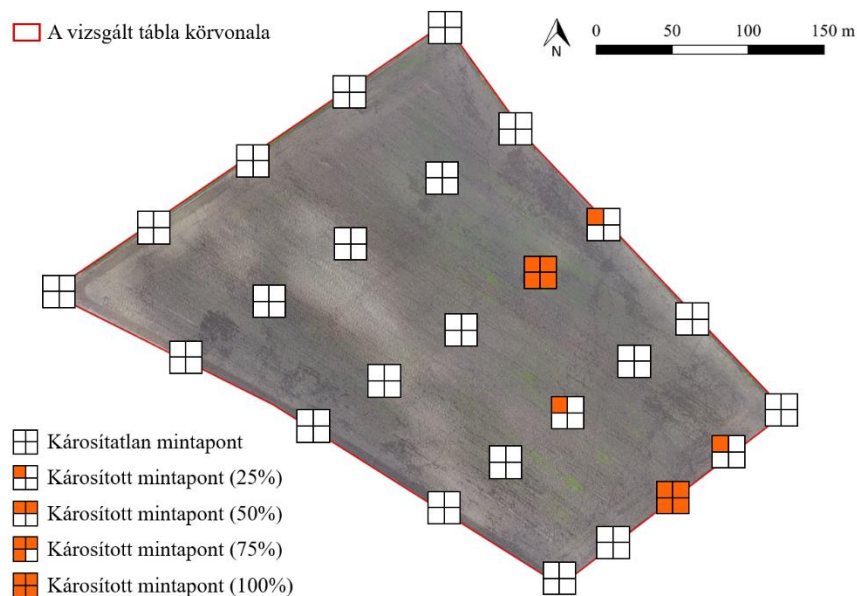 A vizsgált tábla körvonala
N
0 50 100 150 m
Károsítatlan mintapont
Károsított mintapont (25%)
Károsított mintapont (50%)
Károsított mintapont (75%)
Károsított mintapont (100%)